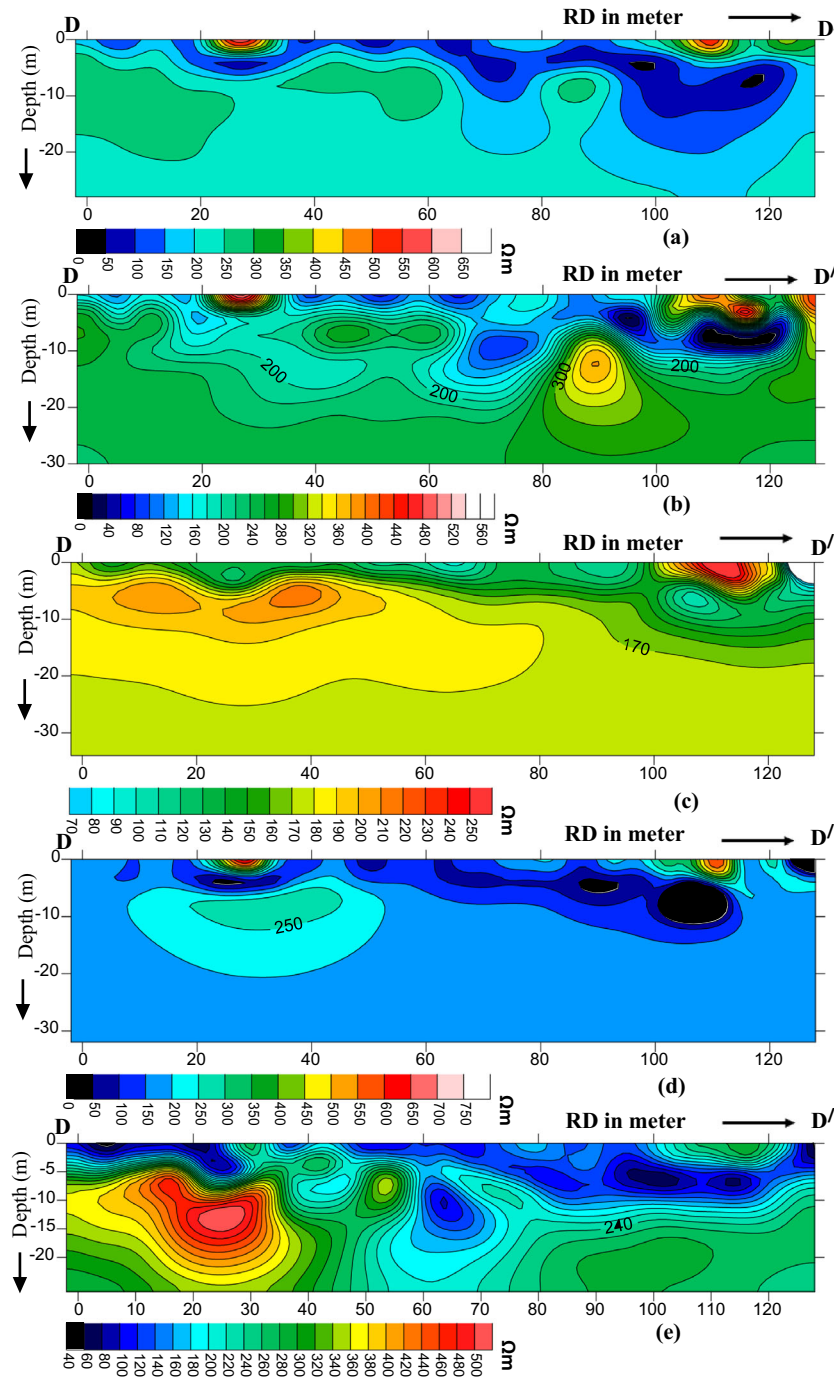 D RD in meter D
0
-10
-20
Depth (m)
0 20 40 60 80 100 120
(a)
0 50 100 150 200 250 300 350 400 450 500 550 600 650 Ωm
D RD in meter D/
0
-10
-20
-30
Depth (m)
200
200
300
200
0 20 40 60 80 100 120
(b)
0 40 80 120 160 200 240 280 320 360 400 440 480 520 560 Ωm
D RD in meter D/
0
-10
-20
-30
Depth (m)
170
0 20 40 60 80 100 120
(c)
70 80 90 100 110 120 130 140 150 160 170 180 190 200 210 230 240 250 Ωm
D RD in meter D/
0
-10
-20
-30
Depth (m)
250
0 20 40 60 80 100 120
(d)
0 50 100 150 200 250 300 350 400 450 500 550 600 650 700 750 Ωm
D RD in meter D/
0
-5
-10
-15
-20
Depth (m)
240
0 10 20 30 40 50 60 70 80 90 100 110 120
(e)
40 60 80 100 120 140 160 180 200 220 240 260 280 300 320 340 360 380 400 420 440 460 480 500 Ωm